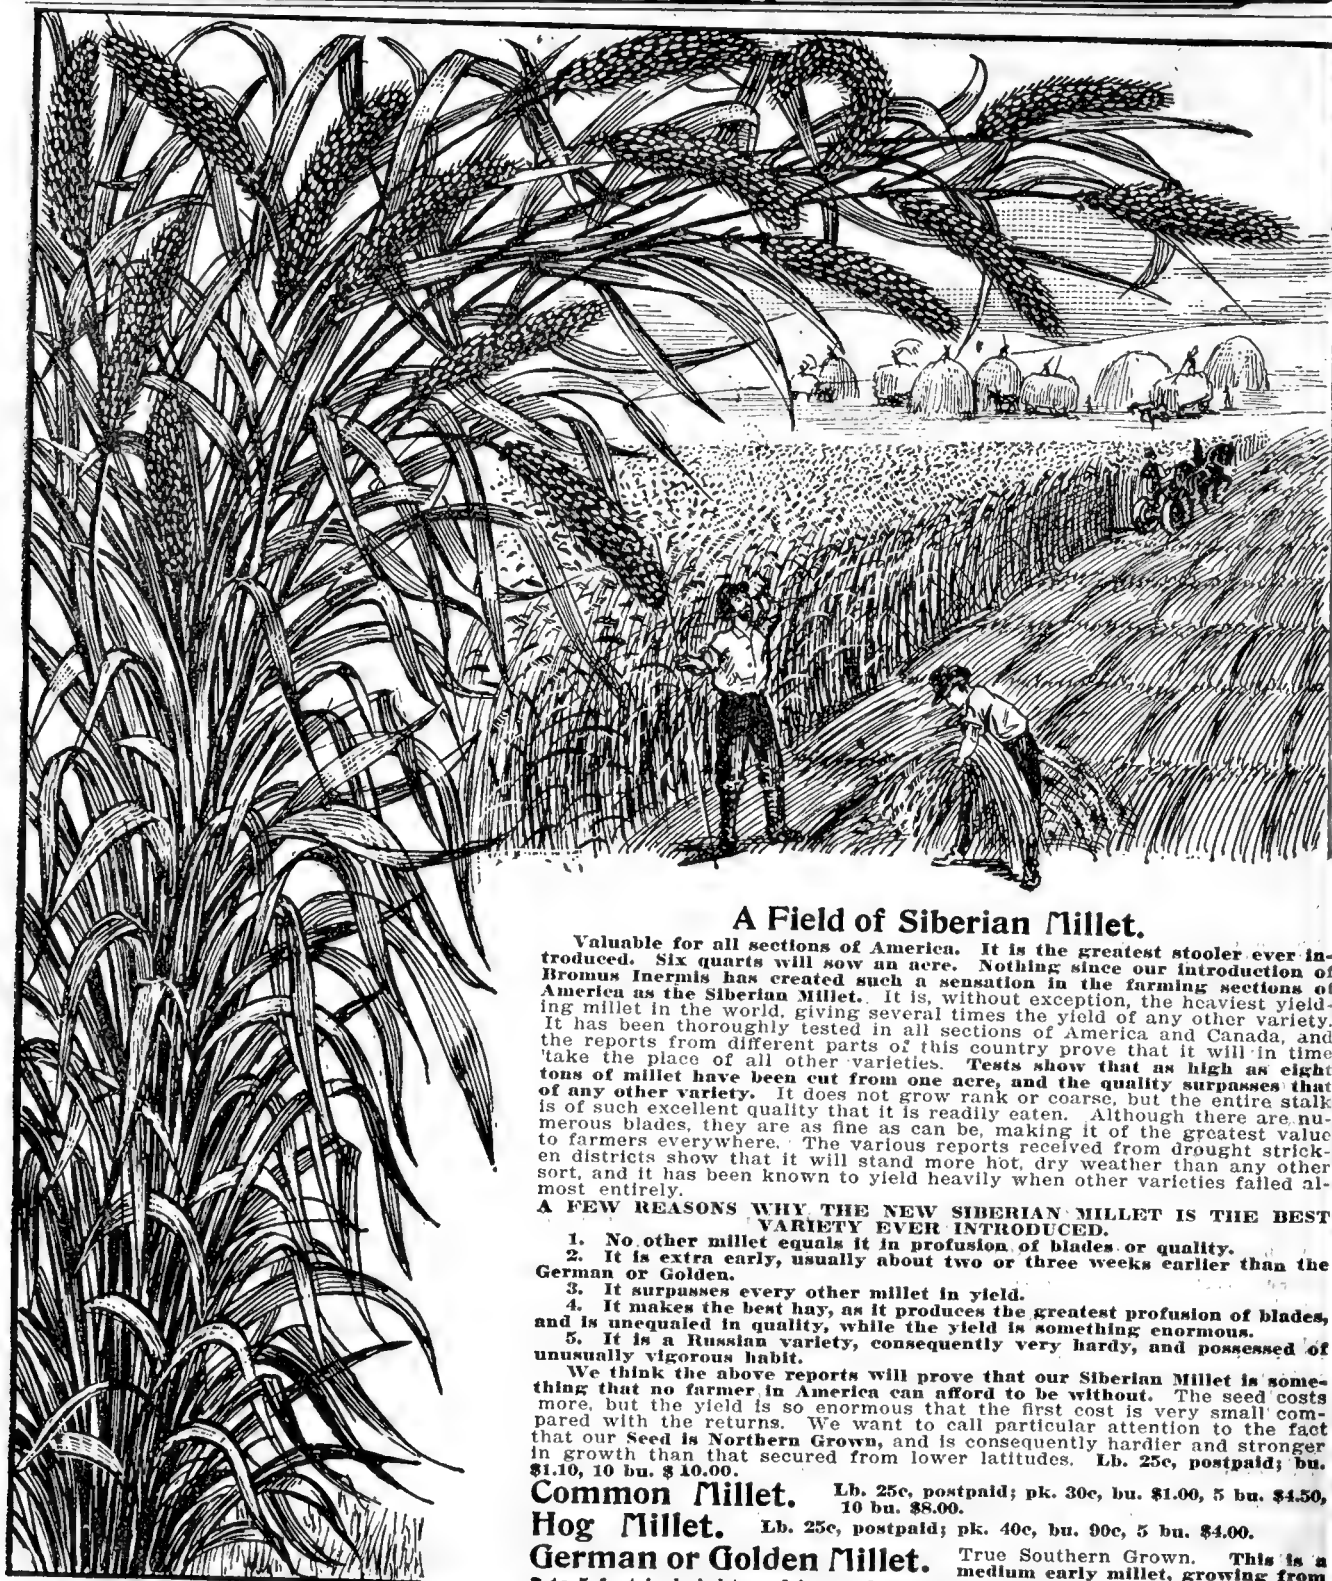 A Field of Siberian Millet.
Valuable for all sections of America. It is the greatest stooler ever in-
troduced. Six quarts will sow an acre. Nothing since our introduction of
Bromus Inermis has created such a sensation in the farming sections of
America as the Siberian Millet. It is, without exception, the heaviest yield-
ing millet in the world, giving several times the yield of any other variety.
It has been thoroughly tested in all sections of America and Canada, and
the reports from different parts of this country prove that it will in time
take the place of all other varieties. Tests show that as high as eight
tons of millet have been cut from one acre, and the quality surpasses that
of any other variety. It does not grow rank or coarse, but the entire stalk
is of such excellent quality that it is readily eaten. Although there are nu-
merous blades, they are as fine as can be, making it of the greatest value
to farmers everywhere. The various reports received from drought strick-
en districts show that it will stand more hot, dry weather than any other
sort, and it has been known to yield heavily when other varieties failed al-
most entirely.
A FEW REASONS WHY THE NEW SIBERIAN MILLET IS THE BEST
VARIETY EVER INTRODUCED.
1. No other millet equals it in profusion of blades or quality.
2. It is extra early, usually about two or three weeks earlier than the
German or Golden.
3. It surpasses every other millet in yield.
4. It makes the best hay, as it produces the greatest profusion of blades,
and is unequaled in quality, while the yield is something enormous.
5. It is a Russian variety, consequently very hardy, and possessed of
unusually vigorous habit.
We think the above reports will prove that our Siberian Millet is some-
thing that no farmer in America can afford to be without. The seed costs
more, but the yield is so enormous that the first cost is very small com-
pared with the returns. We want to call particular attention to the fact
that our Seed is Northern Grown, and is consequently hardier and stronger
in growth than that secured from lower latitudes. Lb. 25c, postpaid; bu.
$1.10, 10 bu. $10.00.
Common Millet. Lb. 25c, postpaid; pk. 30c, bu. $1.00, 5 bu. $4.50,
10 bu. $8.00.
Hog Millet. Lb. 25c, postpaid; pk. 40c, bu. 90c, 5 bu. $4.00.
German or Golden Millet. True Southern Grown. This is a
medium early millet, growing from